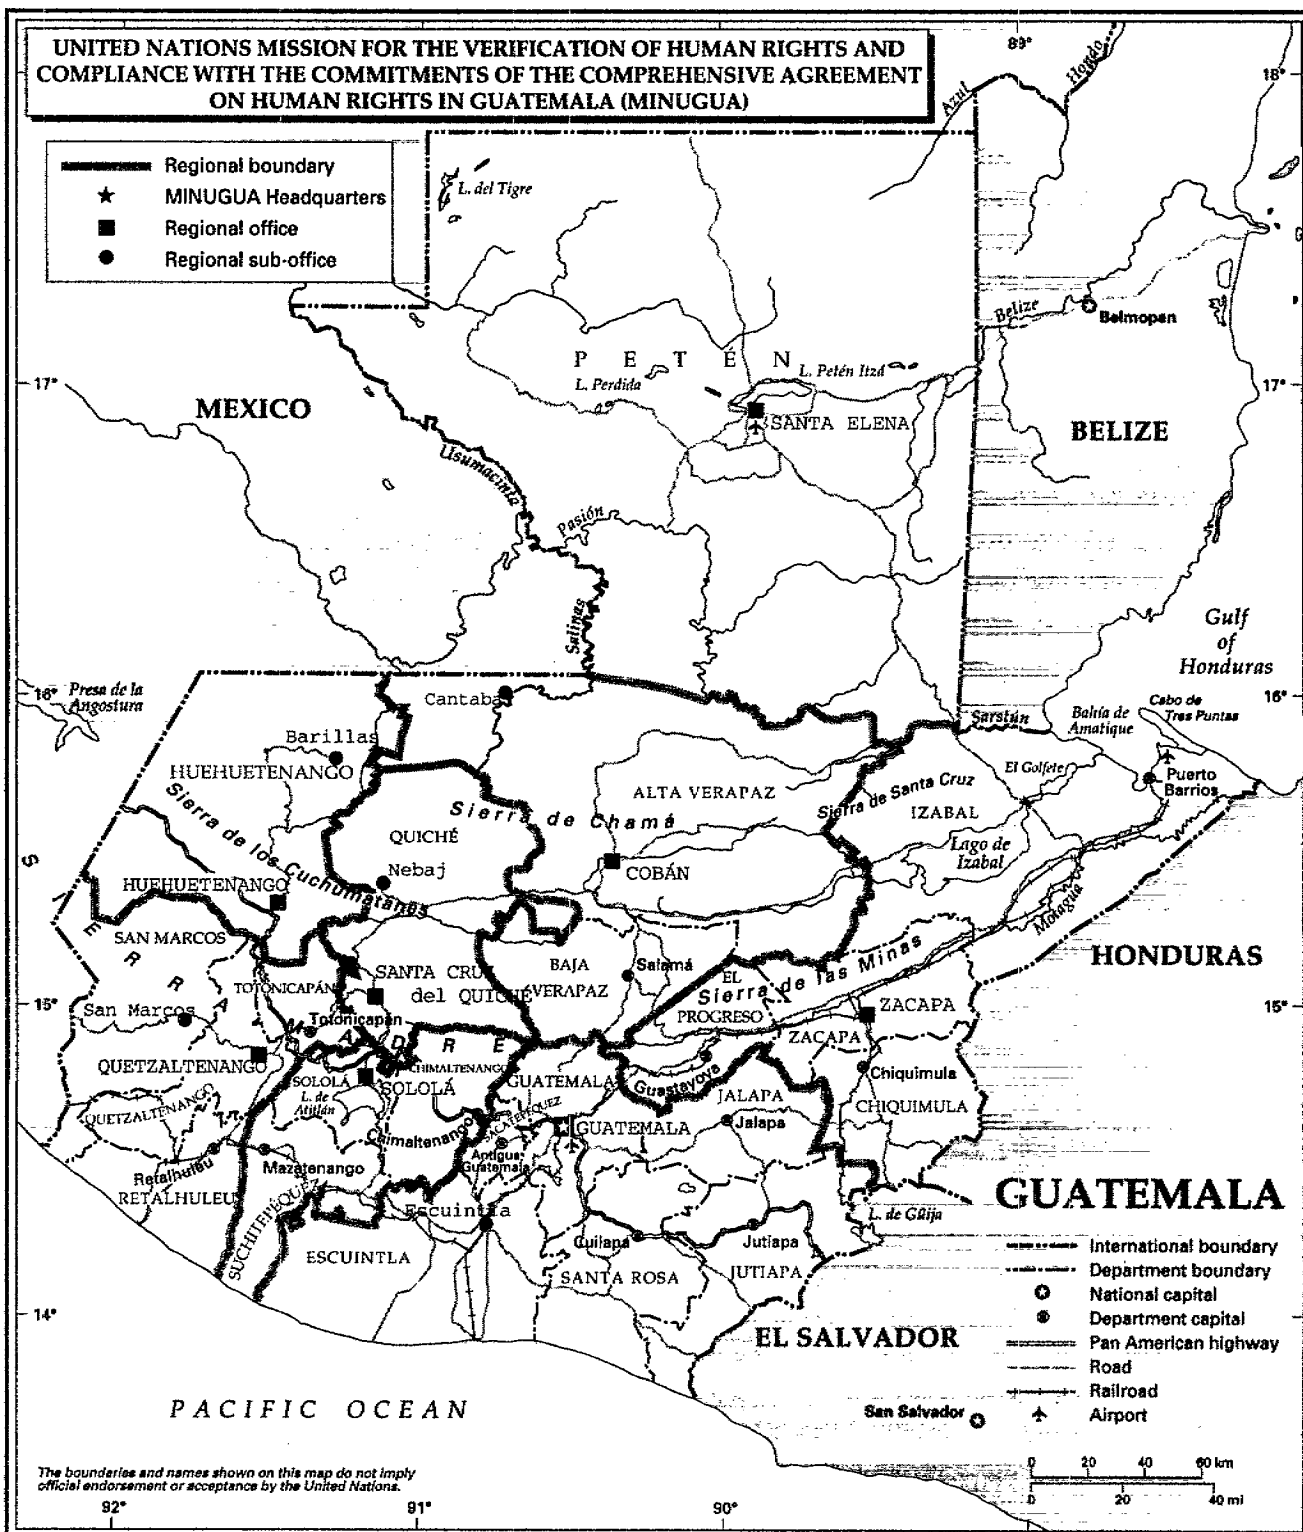 UNITED NATIONS MISSION FOR THE VERIFICATION OF HUMAN RIGHTS AND
COMPLIANCE WITH THE COMMITMENTS OF THE COMPREHENSIVE AGREEMENT
ON HUMAN RIGHTS IN GUATEMALA (MINUGUA)
Regional boundary
MINUGUA Headquarters
Regional office
Regional sub-office
89°
18°
Azul
Hondo
L. del Tigre
Belize
Belmopan
PETÉN
L. Perdida
L. Petén Itzá
17°
17°
MEXICO
SANTA ELENA
BELIZE
Usumacinta
Pasión
Salinas
Gulf
of
Honduras
16°
Presa de la
Angostura
Cantabal
16°
Sarstún
Bahía de
Amatique
Cabo de
Tres Puntas
Barillas
HUEHUETENANGO
El Golfete
Puerto
Barrios
Sierra de los Cuchumatanes
Sierra de Chamá
ALTA VERAPAZ
Sierra de Santa Cruz
IZABAL
QUICHÉ
Lago de
Izabal
Nebaj
COBÁN
HUEHUETENANGO
Motagua
SAN MARCOS
SIERRA MADRE
HONDURAS
TOTONICAPÁN
SANTA CRUZ
del QUICHÉ
BAJA
VERAPAZ
Salamá
EL
PROGRESO
Sierra de las Minas
15°
San Marcos
Totonicapán
ZACAPA
ZACAPA
15°
QUETZALTENANGO
SOLOLÁ
L. de
Atitlán
SOLOLÁ
CHIMALTENANGO
GUATEMALA
Guastayoya
Chiquimula
QUETZALTENANGO
JALAPA
CHIQUIMULA
Chimaltenango
SACATEPÉQUEZ
GUATEMALA
Jalapa
Antigua
Guatemala
Retalhuleu
Mazatenango
RETALHULEU
SUCHITEPÉQUEZ
Escuintla
L. de Güija
GUATEMALA
ESCUINTLA
Cuilapa
Jutiapa
SANTA ROSA
JUTIAPA
International boundary
Department boundary
National capital
Department capital
Pan American highway
Road
Railroad
Airport
14°
EL SALVADOR
PACIFIC OCEAN
San Salvador
The boundaries and names shown on this map do not imply
official endorsement or acceptance by the United Nations.
0 20 40 60 km
0 20 40 mi
92°
91°
90°